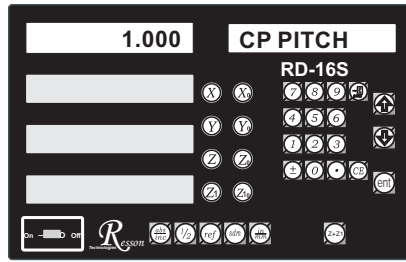 1.000 CP PITCH
RD-16S
X X₀ 7 8 9
Y Y₀ 4 5 6
Z Z₀ 1 2 3
Z1 ± 0 • CE
ent
On Off Resson abs/inc 1/2 ref sdm in/mm Z+Z1
Technologies